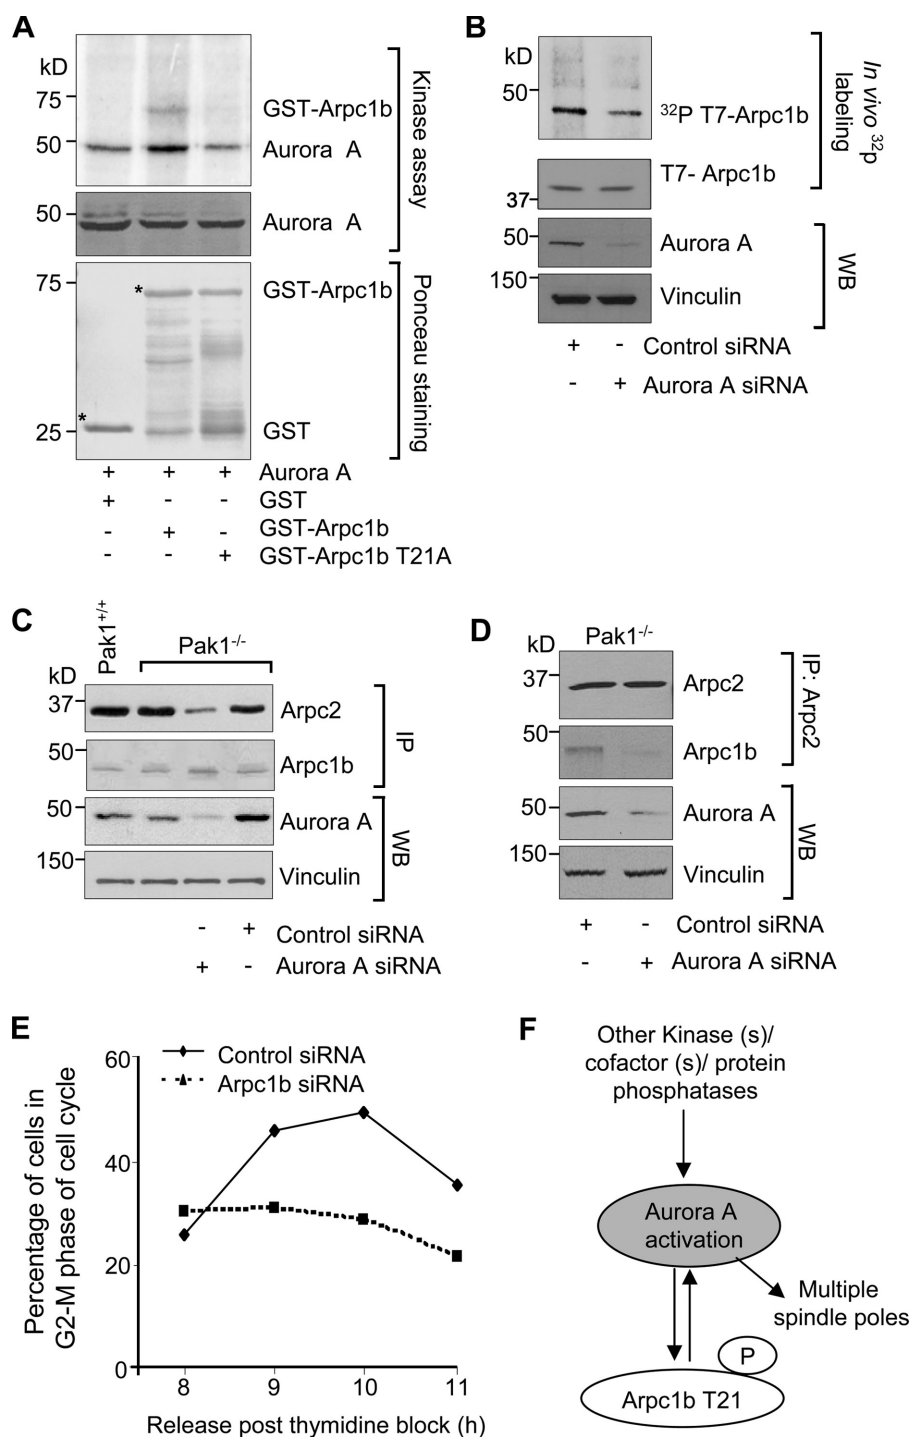 A
kD
75
50
GST-Arpc1b
Aurora A
Kinase assay
50
Aurora A
75
*
GST-Arpc1b
Ponceau staining
*
25
GST
+ + + Aurora A
+ - - GST
- + - GST-Arpc1b
- - + GST-Arpc1b T21A
B
kD
50
32P T7-Arpc1b
In vivo 32p
labeling
T7- Arpc1b
37
50
Aurora A
WB
150
Vinculin
+ - Control siRNA
- + Aurora A siRNA
C
Pak1+/+
Pak1-/-
kD
37
Arpc2
IP
50
Arpc1b
50
Aurora A
WB
150
Vinculin
- + Control siRNA
+ - Aurora A siRNA
D
Pak1-/-
kD
37
Arpc2
IP: Arpc2
50
Arpc1b
50
Aurora A
WB
150
Vinculin
+ - Control siRNA
- + Aurora A siRNA
E
Percentage of cells in
G2-M phase of cell cycle
60
40
20
0
Control siRNA
Arpc1b siRNA
8 9 10 11
Release post thymidine block (h)
F
Other Kinase (s)/
cofactor (s)/ protein
phosphatases
Aurora A
activation
Multiple
spindle poles
P
Arpc1b T21